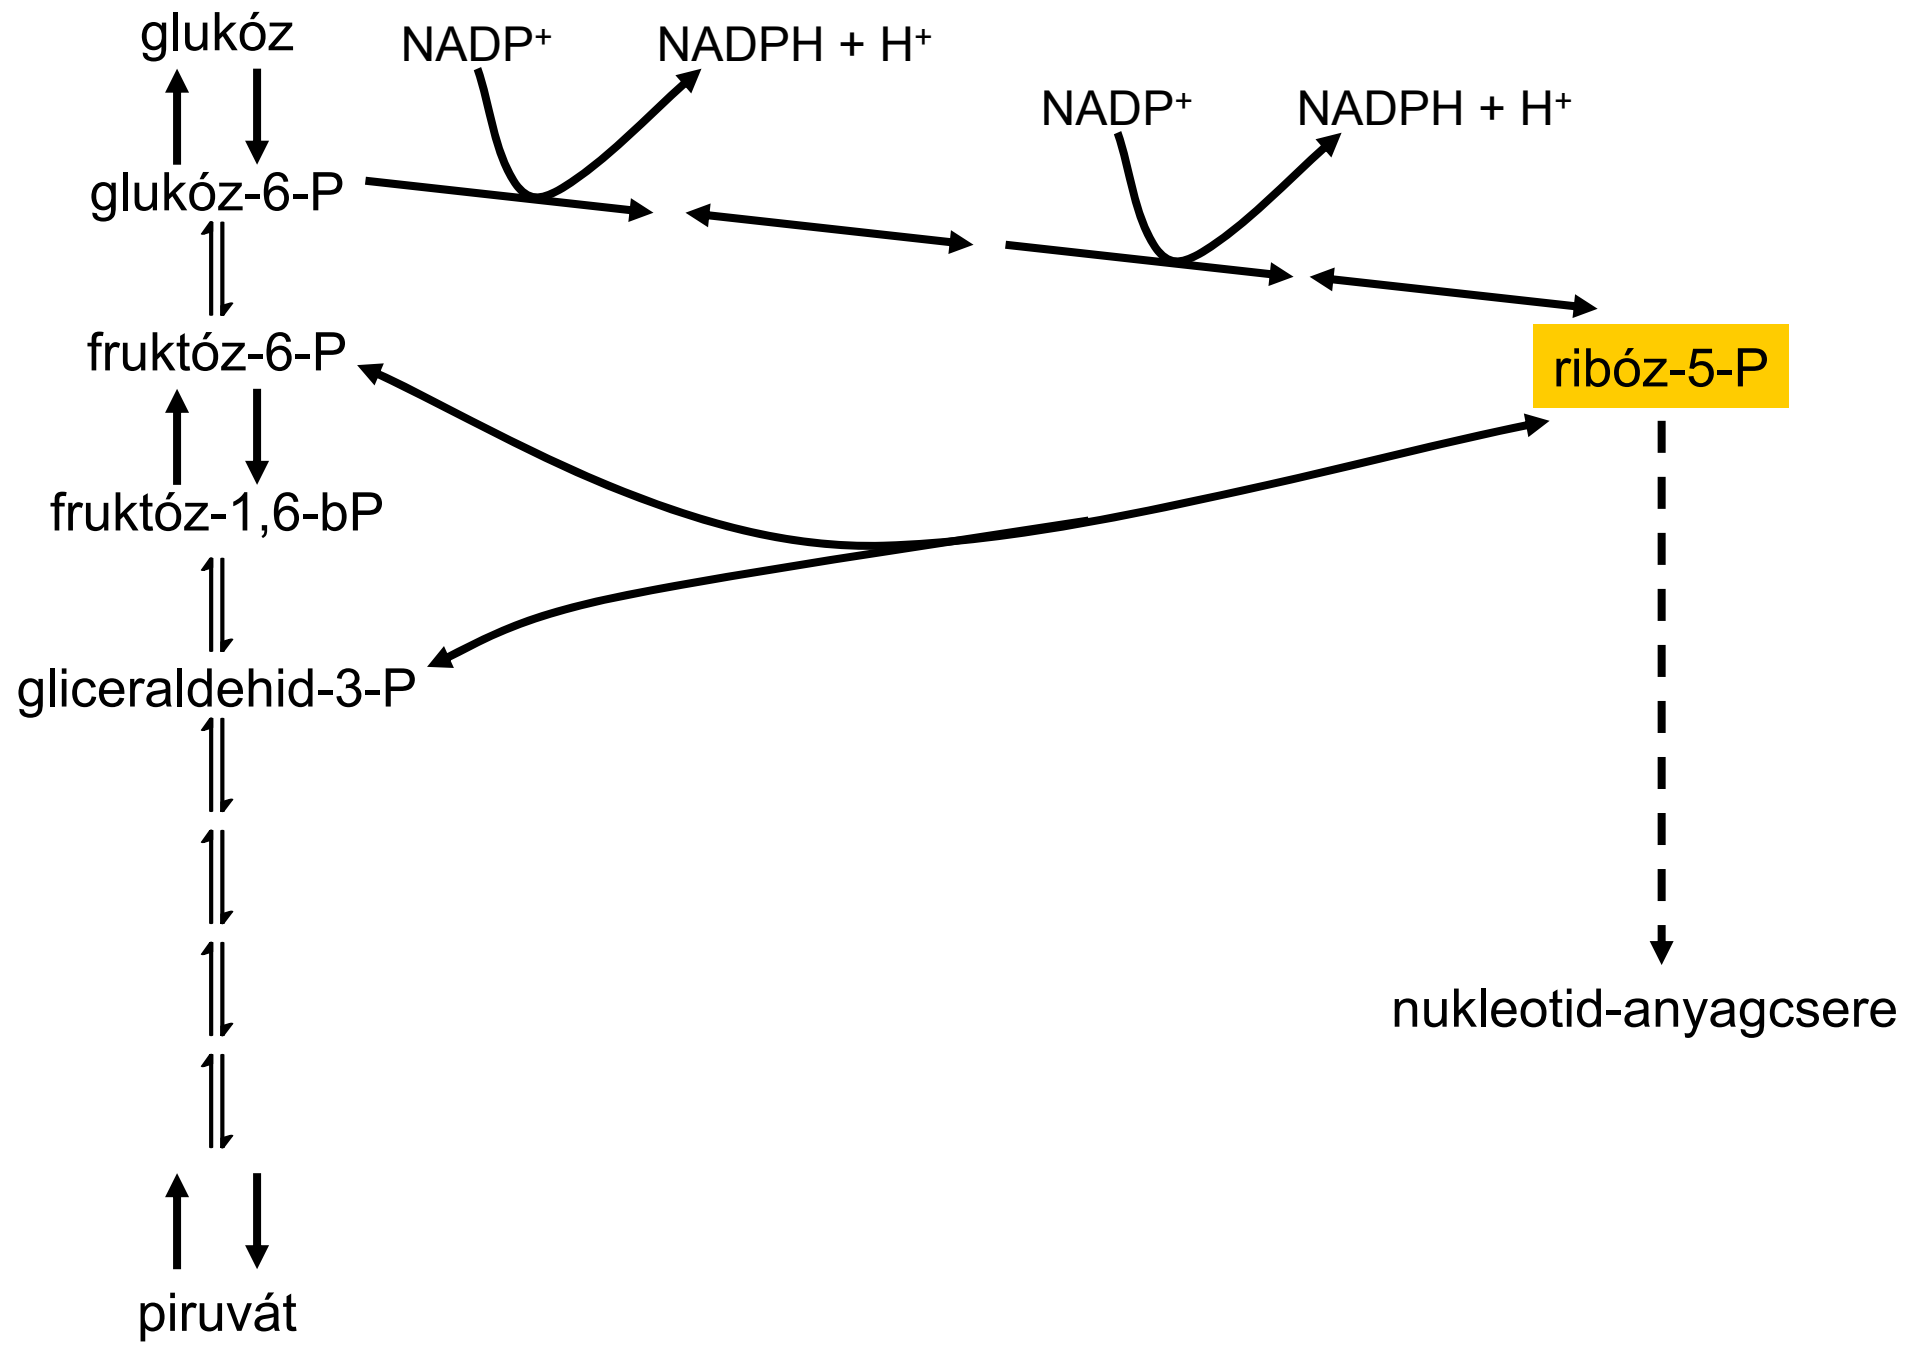 glukóz
NADP⁺
NADPH + H⁺
NADP⁺
NADPH + H⁺
glukóz-6-P
fruktóz-6-P
ribóz-5-P
fruktóz-1,6-bP
gliceraldehid-3-P
nukleotid-anyagcsere
piruvát